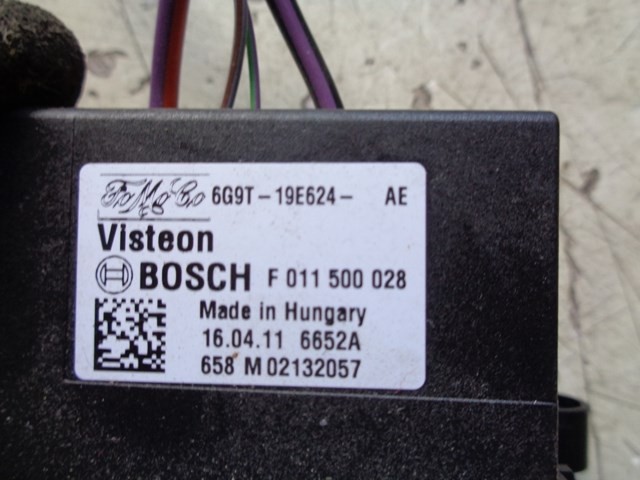 FoMoCo 6G9T-19E624- AE
Visteon
BOSCH F 011 500 028
Made in Hungary
16.04.11 6652A
658 M 02132057